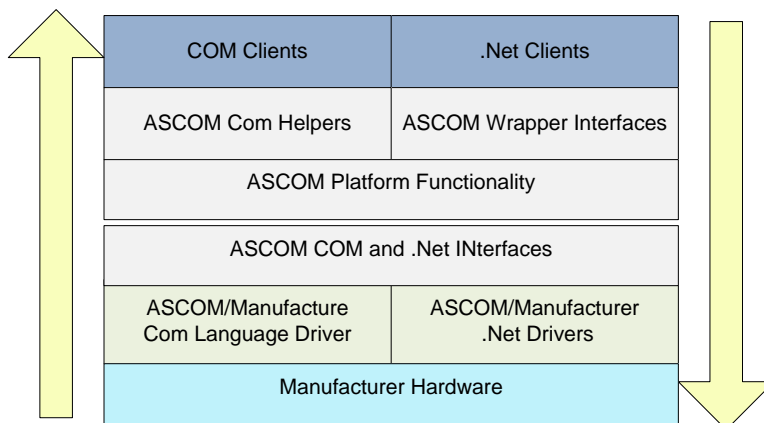 COM Clients
.Net Clients
ASCOM Com Helpers
ASCOM Wrapper Interfaces
ASCOM Platform Functionality
ASCOM COM and .Net INterfaces
ASCOM/Manufacture
Com Language Driver
ASCOM/Manufacturer
.Net Drivers
Manufacturer Hardware